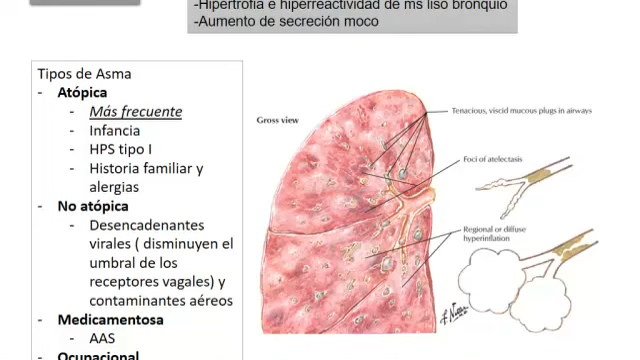 -Hipertrofia e hiperreactividad de ms liso bronquio
-Aumento de secreción moco
Tipos de Asma
- Atópica
- Más frecuente
- Infancia
- HPS tipo I
- Historia familiar y
alergias
- No atópica
- Desencadenantes
virales ( disminuyen el
umbral de los
receptores vagales) y
contaminantes aéreos
- Medicamentosa
- AAS
- Ocupacional
Gross view
Tenacious, viscid mucous plugs in airways
Foci of atelectasis
Regional or diffuse
hyperinflation
F. Netter